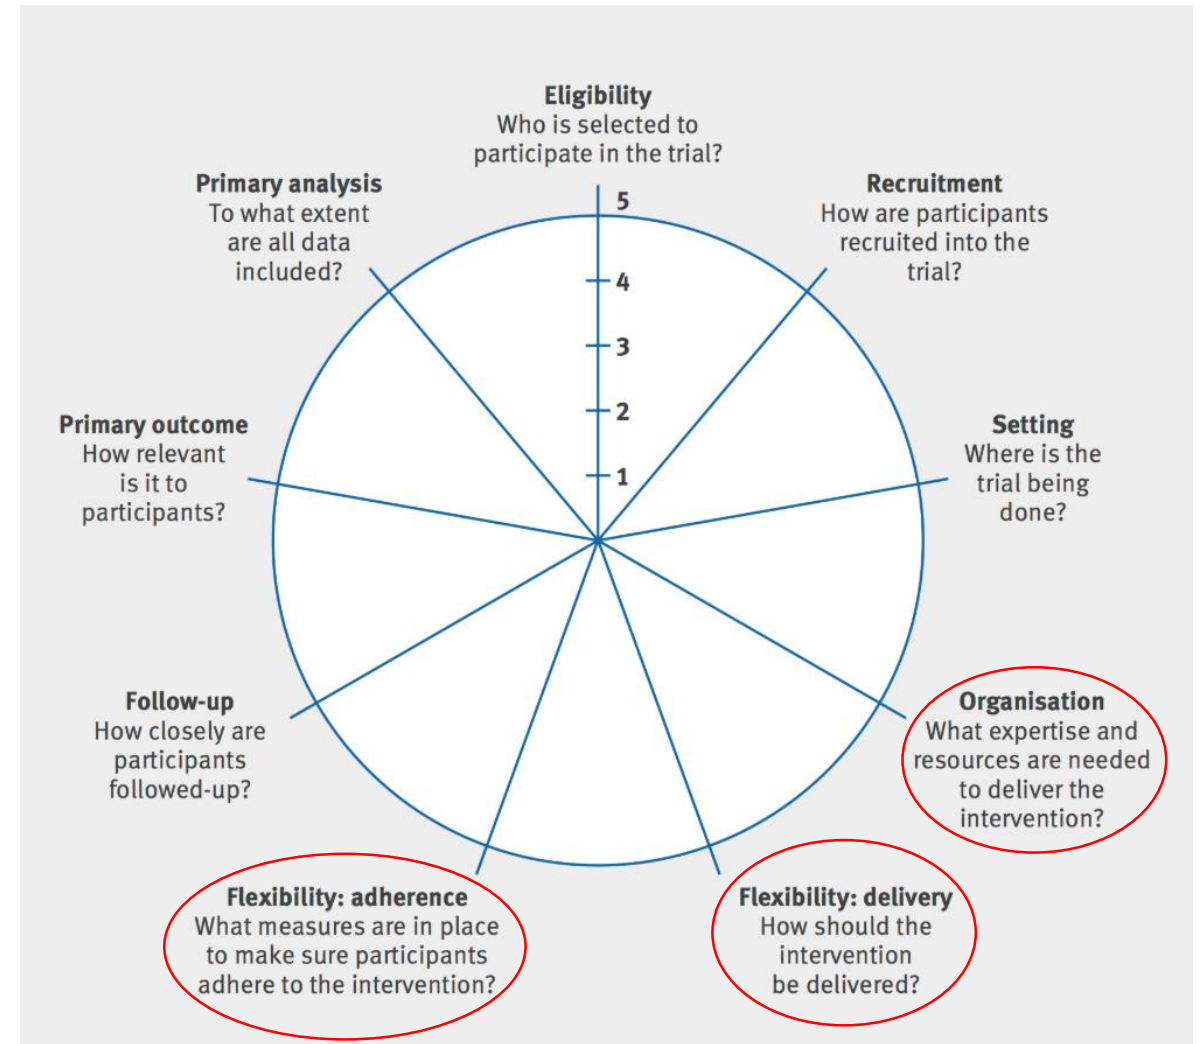 Eligibility
Who is selected to
participate in the trial?
Primary analysis
To what extent
are all data
included?
Recruitment
How are participants
recruited into the
trial?
5
4
3
2
1
Primary outcome
How relevant
is it to
participants?
Setting
Where is the
trial being
done?
Follow-up
How closely are
participants
followed-up?
Organisation
What expertise and
resources are needed
to deliver the
intervention?
Flexibility: adherence
What measures are in place
to make sure participants
adhere to the intervention?
Flexibility: delivery
How should the
intervention
be delivered?